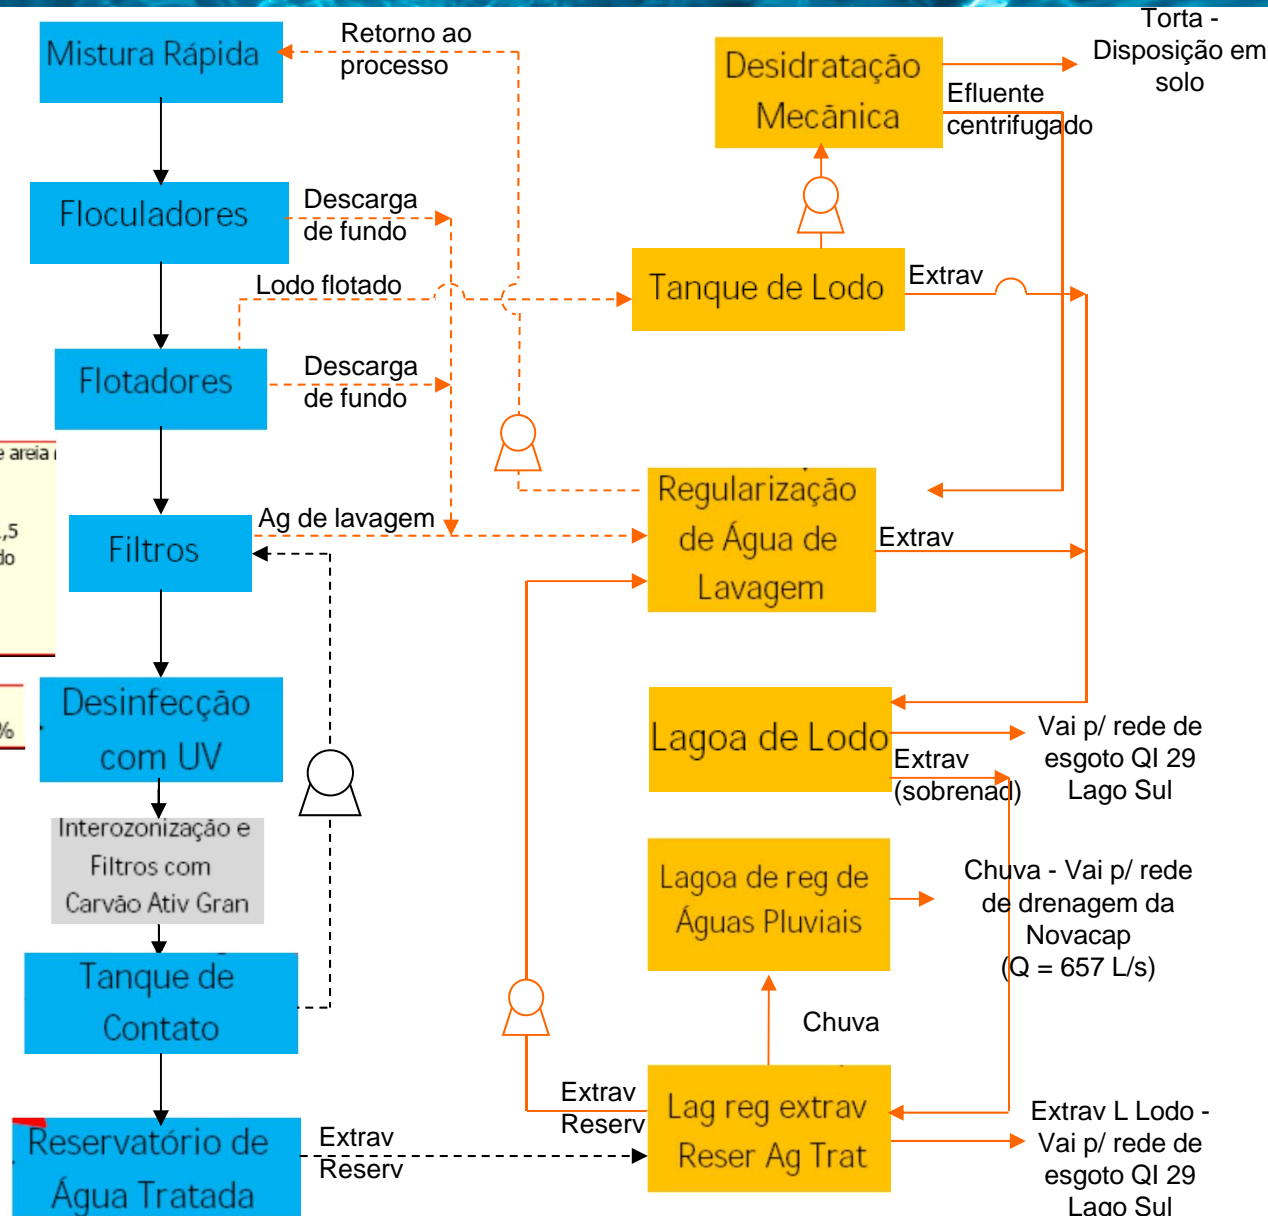 Mistura Rápida
Retorno ao
processo
Desidratação
Mecânica
Torta -
Disposição em
solo
Efluente
centrifugado
Floculadores
Descarga
de fundo
Lodo flotado
Tanque de Lodo
Extrav
Flotadores
Descarga
de fundo
e areia
,5
do
Filtros
Ag de lavagem
Regularização
de Água de
Lavagem
Extrav
%
Desinfecção
com UV
Lagoa de Lodo
Vai p/ rede de
esgoto QI 29
Lago Sul
Extrav
(sobrenad)
Interozonização e
Filtros com
Carvão Ativ Gran
Lagoa de reg de
Águas Pluviais
Chuva - Vai p/ rede
de drenagem da
Novacap
(Q = 657 L/s)
Tanque de
Contato
Chuva
Reservatório de
Água Tratada
Extrav
Reserv
Extrav
Reserv
Lag reg extrav
Reser Ag Trat
Extrav L Lodo -
Vai p/ rede de
esgoto QI 29
Lago Sul